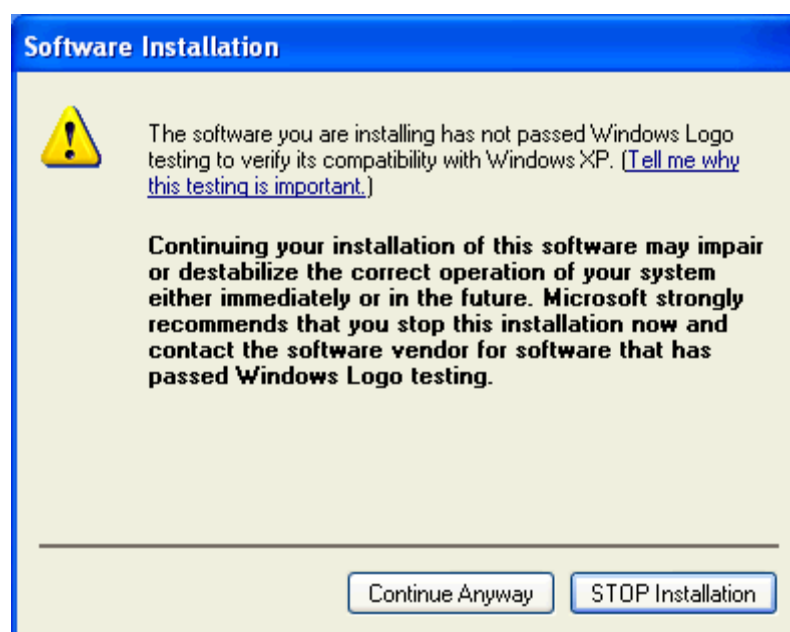 Software Installation
The software you are installing has not passed Windows Logo
testing to verify its compatibility with Windows XP. (Tell me why
this testing is important.)
Continuing your installation of this software may impair
or destabilize the correct operation of your system
either immediately or in the future. Microsoft strongly
recommends that you stop this installation now and
contact the software vendor for software that has
passed Windows Logo testing.
Continue Anyway STOP Installation